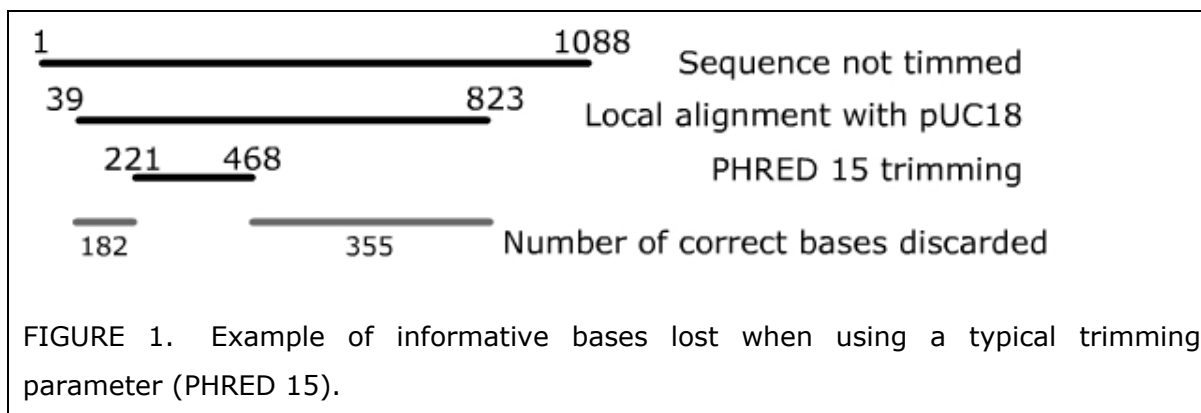 1 1088
Sequence not timmed
39 823
Local alignment with pUC18
221 468
PHRED 15 trimming
182 355 Number of correct bases discarded
FIGURE 1. Example of informative bases lost when using a typical trimming
parameter (PHRED 15).